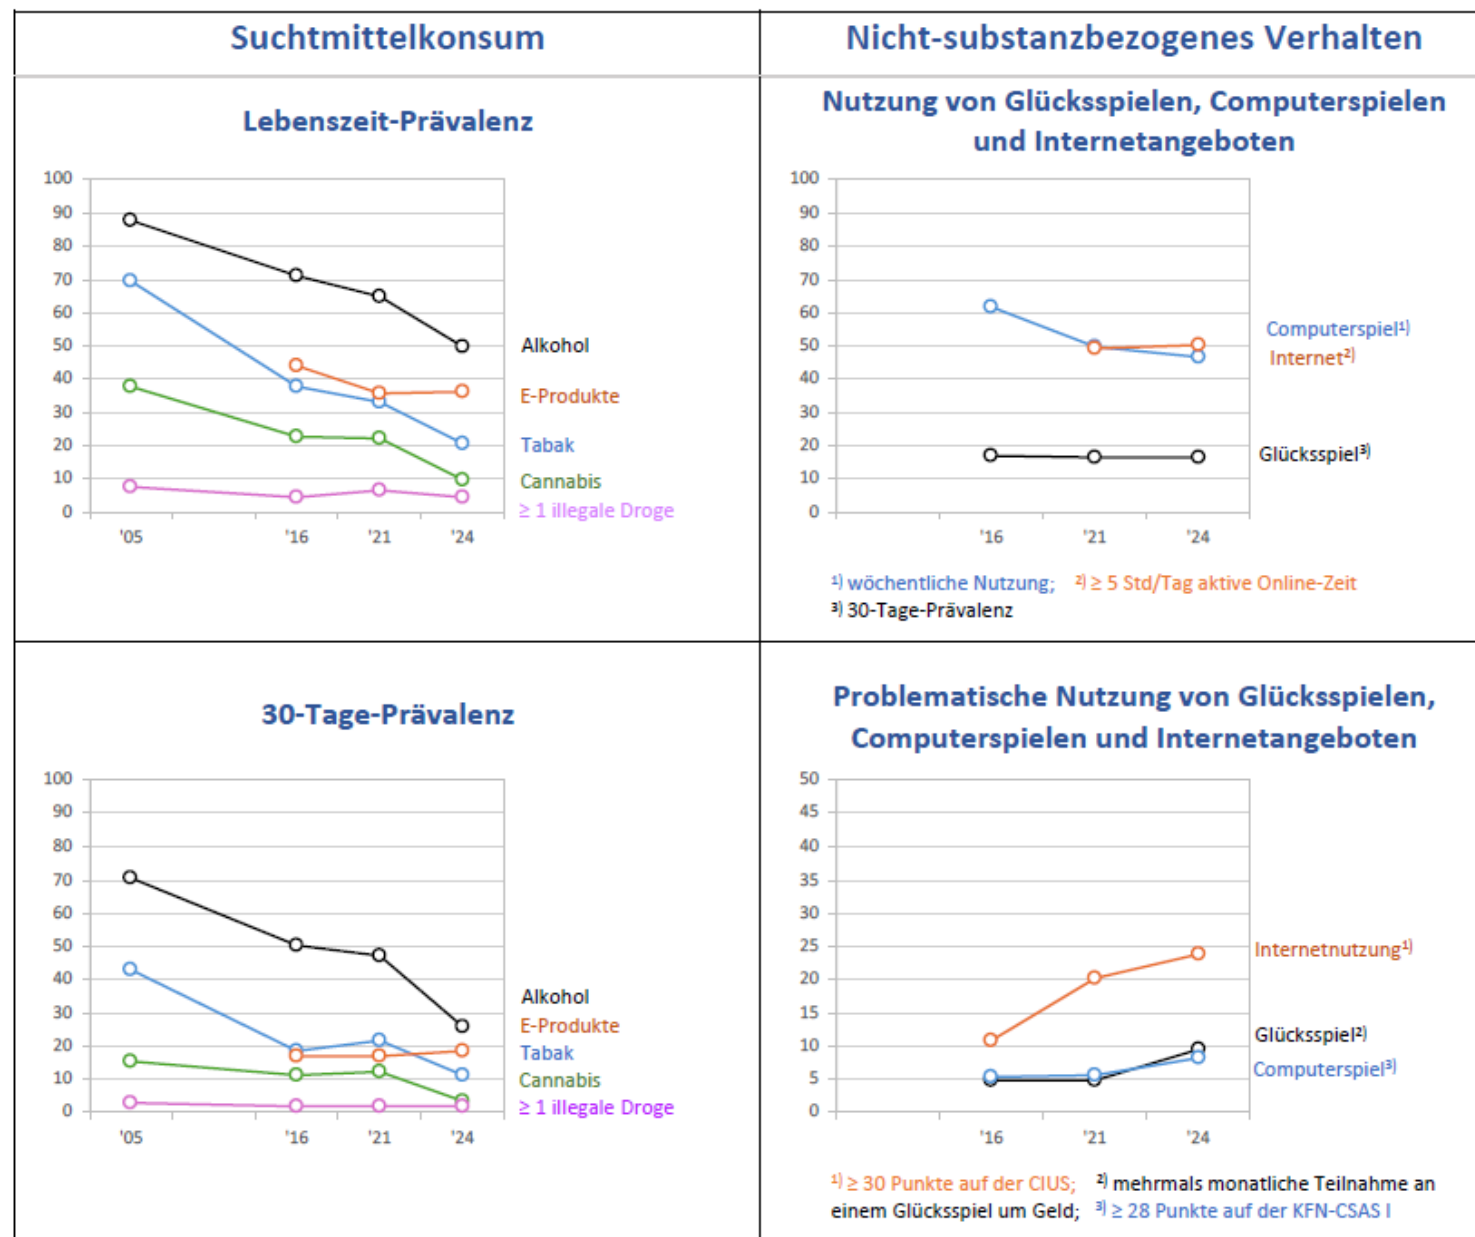 Suchtmittelkonsum
Nicht-substanzbezogenes Verhalten
Lebenszeit-Prävalenz
100
90
80
70
60
50
40
30
20
10
0
'05
'16
'21
'24
Alkohol
E-Produkte
Tabak
Cannabis
≥ 1 illegale Droge
Nutzung von Glücksspielen, Computerspielen
und Internetangeboten
100
90
80
70
60
50
40
30
20
10
0
'16
'21
'24
Computerspiel¹⁾
Internet²⁾
Glücksspiel³⁾
¹⁾ wöchentliche Nutzung; ²⁾ ≥ 5 Std/Tag aktive Online-Zeit
³⁾ 30-Tage-Prävalenz
30-Tage-Prävalenz
100
90
80
70
60
50
40
30
20
10
0
'05
'16
'21
'24
Alkohol
E-Produkte
Tabak
Cannabis
≥ 1 illegale Droge
Problematische Nutzung von Glücksspielen,
Computerspielen und Internetangeboten
50
45
40
35
30
25
20
15
10
5
0
'16
'21
'24
Internetnutzung¹⁾
Glücksspiel²⁾
Computerspiel³⁾
¹⁾ ≥ 30 Punkte auf der CIUS; ²⁾ mehrmals monatliche Teilnahme an
einem Glücksspiel um Geld; ³⁾ ≥ 28 Punkte auf der KFN-CSAS I